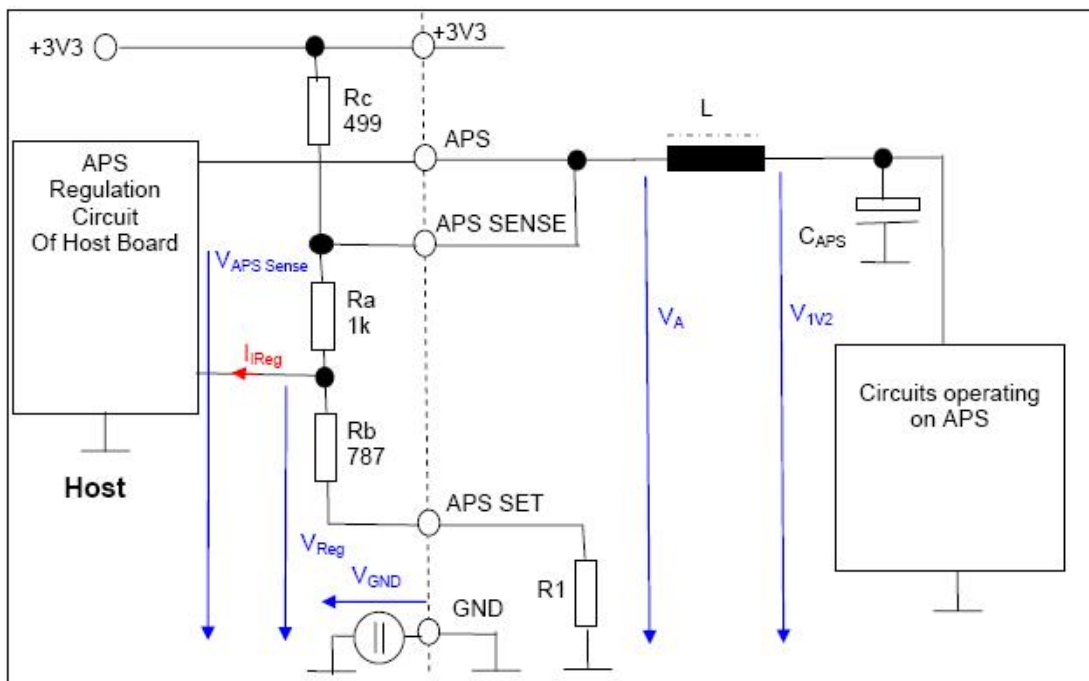 +3V3
+3V3
Rc
499
L
APS
APS
Regulation
Circuit
Of Host Board
APS SENSE
CAPS
VAPS Sense
Ra
1k
VA
V1V2
IIReg
Circuits operating
on APS
Rb
787
Host
APS SET
VReg
VGND
R1
GND